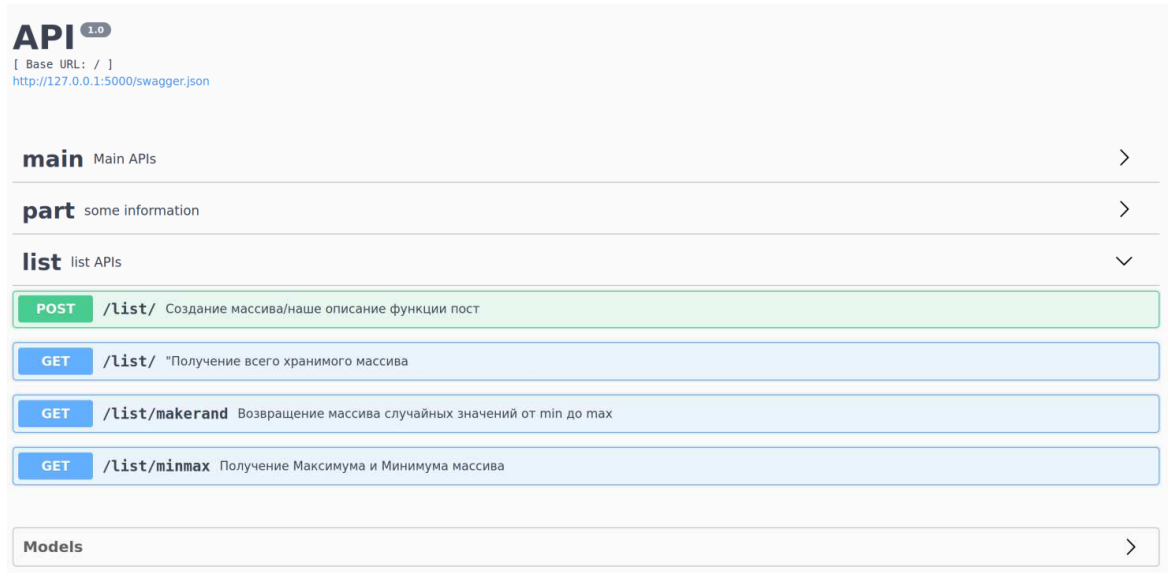 API 1.0
[ Base URL: / ]
http://127.0.0.1:5000/swagger.json
main Main APIs
part some information
list list APIs
POST /list/ Создание массива/наше описание функции пост
GET /list/ "Получение всего хранимого массива
GET /list/makerand Возвращение массива случайных значений от min до max
GET /list/minmax Получение Максимума и Минимума массива
Models